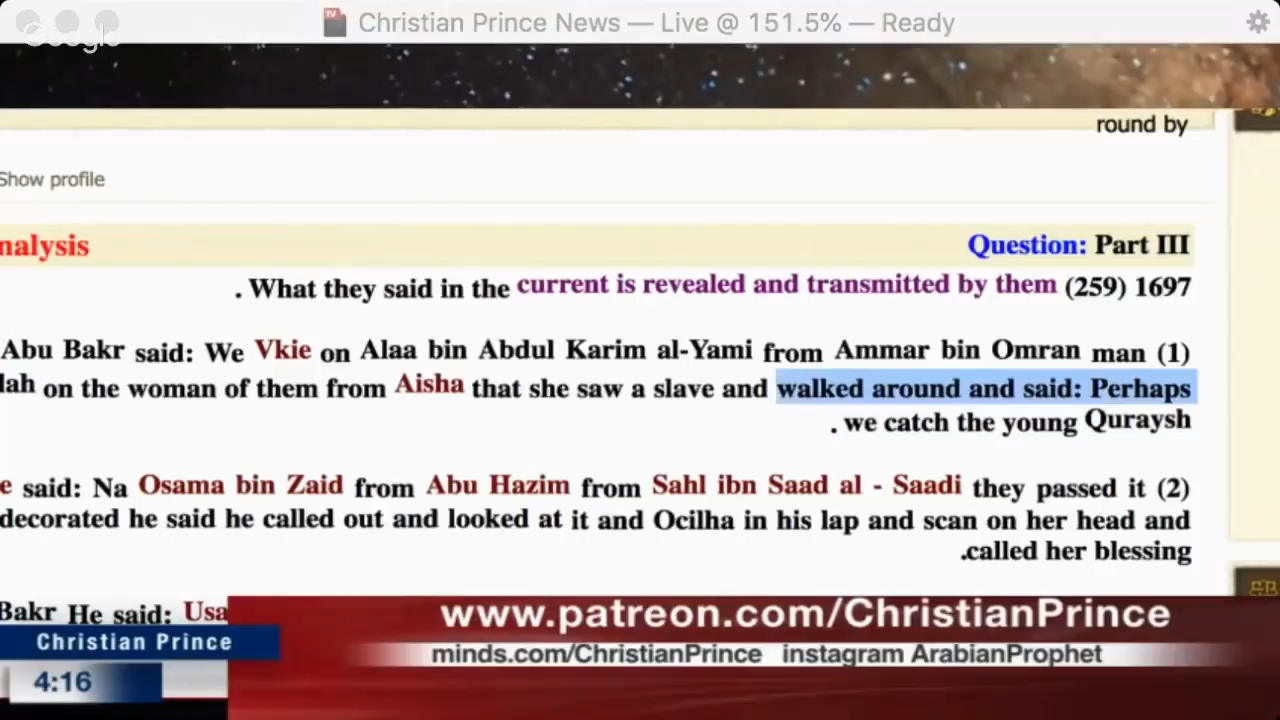 Christian Prince News — Live @ 151.5% — Ready
Google
round by
Show profile
nalysis
Question: Part III
. What they said in the current is revealed and transmitted by them (259) 1697
Abu Bakr said: We Vkie on Alaa bin Abdul Karim al-Yami from Ammar bin Omran man (1)
lah on the woman of them from Aisha that she saw a slave and walked around and said: Perhaps
. we catch the young Quraysh
e said: Na Osama bin Zaid from Abu Hazim from Sahl ibn Saad al - Saadi they passed it (2)
decorated he said he called out and looked at it and Ocilha in his lap and scan on her head and
.called her blessing
Bakr He said: Usa
www.patreon.com/ChristianPrince
Christian Prince
minds.com/ChristianPrince instagram ArabianProphet
4:16